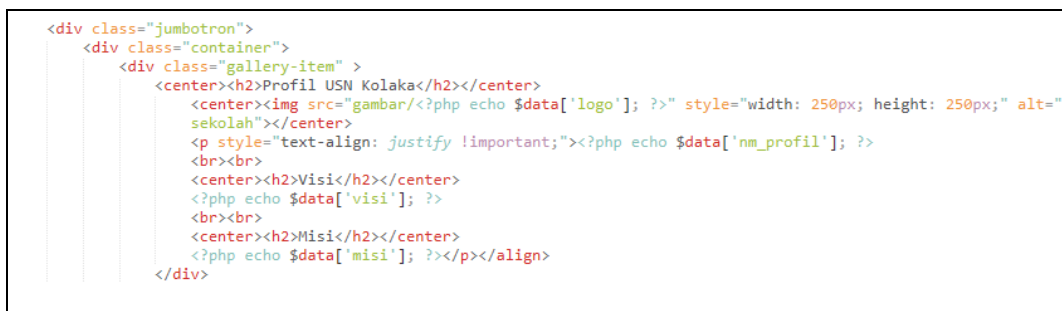 <div class="jumbotron">
<div class="container">
<div class="gallery-item" >
<center><h2>Profil USN Kolaka</h2></center>
<center><img src="gambar/<?php echo $data['logo']; ?>" style="width: 250px; height: 250px;" alt="
sekolah"></center>
<p style="text-align: justify !important;"><?php echo $data['nm_profil']; ?>
<br><br>
<center><h2>Visi</h2></center>
<?php echo $data['visi']; ?>
<br><br>
<center><h2>Misi</h2></center>
<?php echo $data['misi']; ?></p></align>
</div>